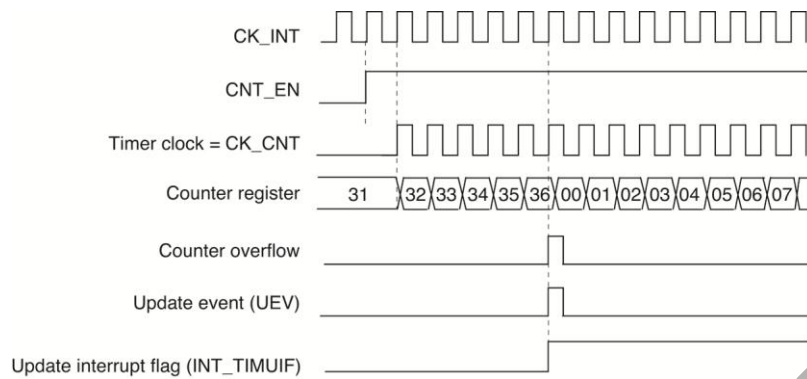 CK_INT
CNT_EN
Timer clock = CK_CNT
Counter register 31 32 33 34 35 36 00 01 02 03 04 05 06 07
Counter overflow
Update event (UEV)
Update interrupt flag (INT_TIMUIF)